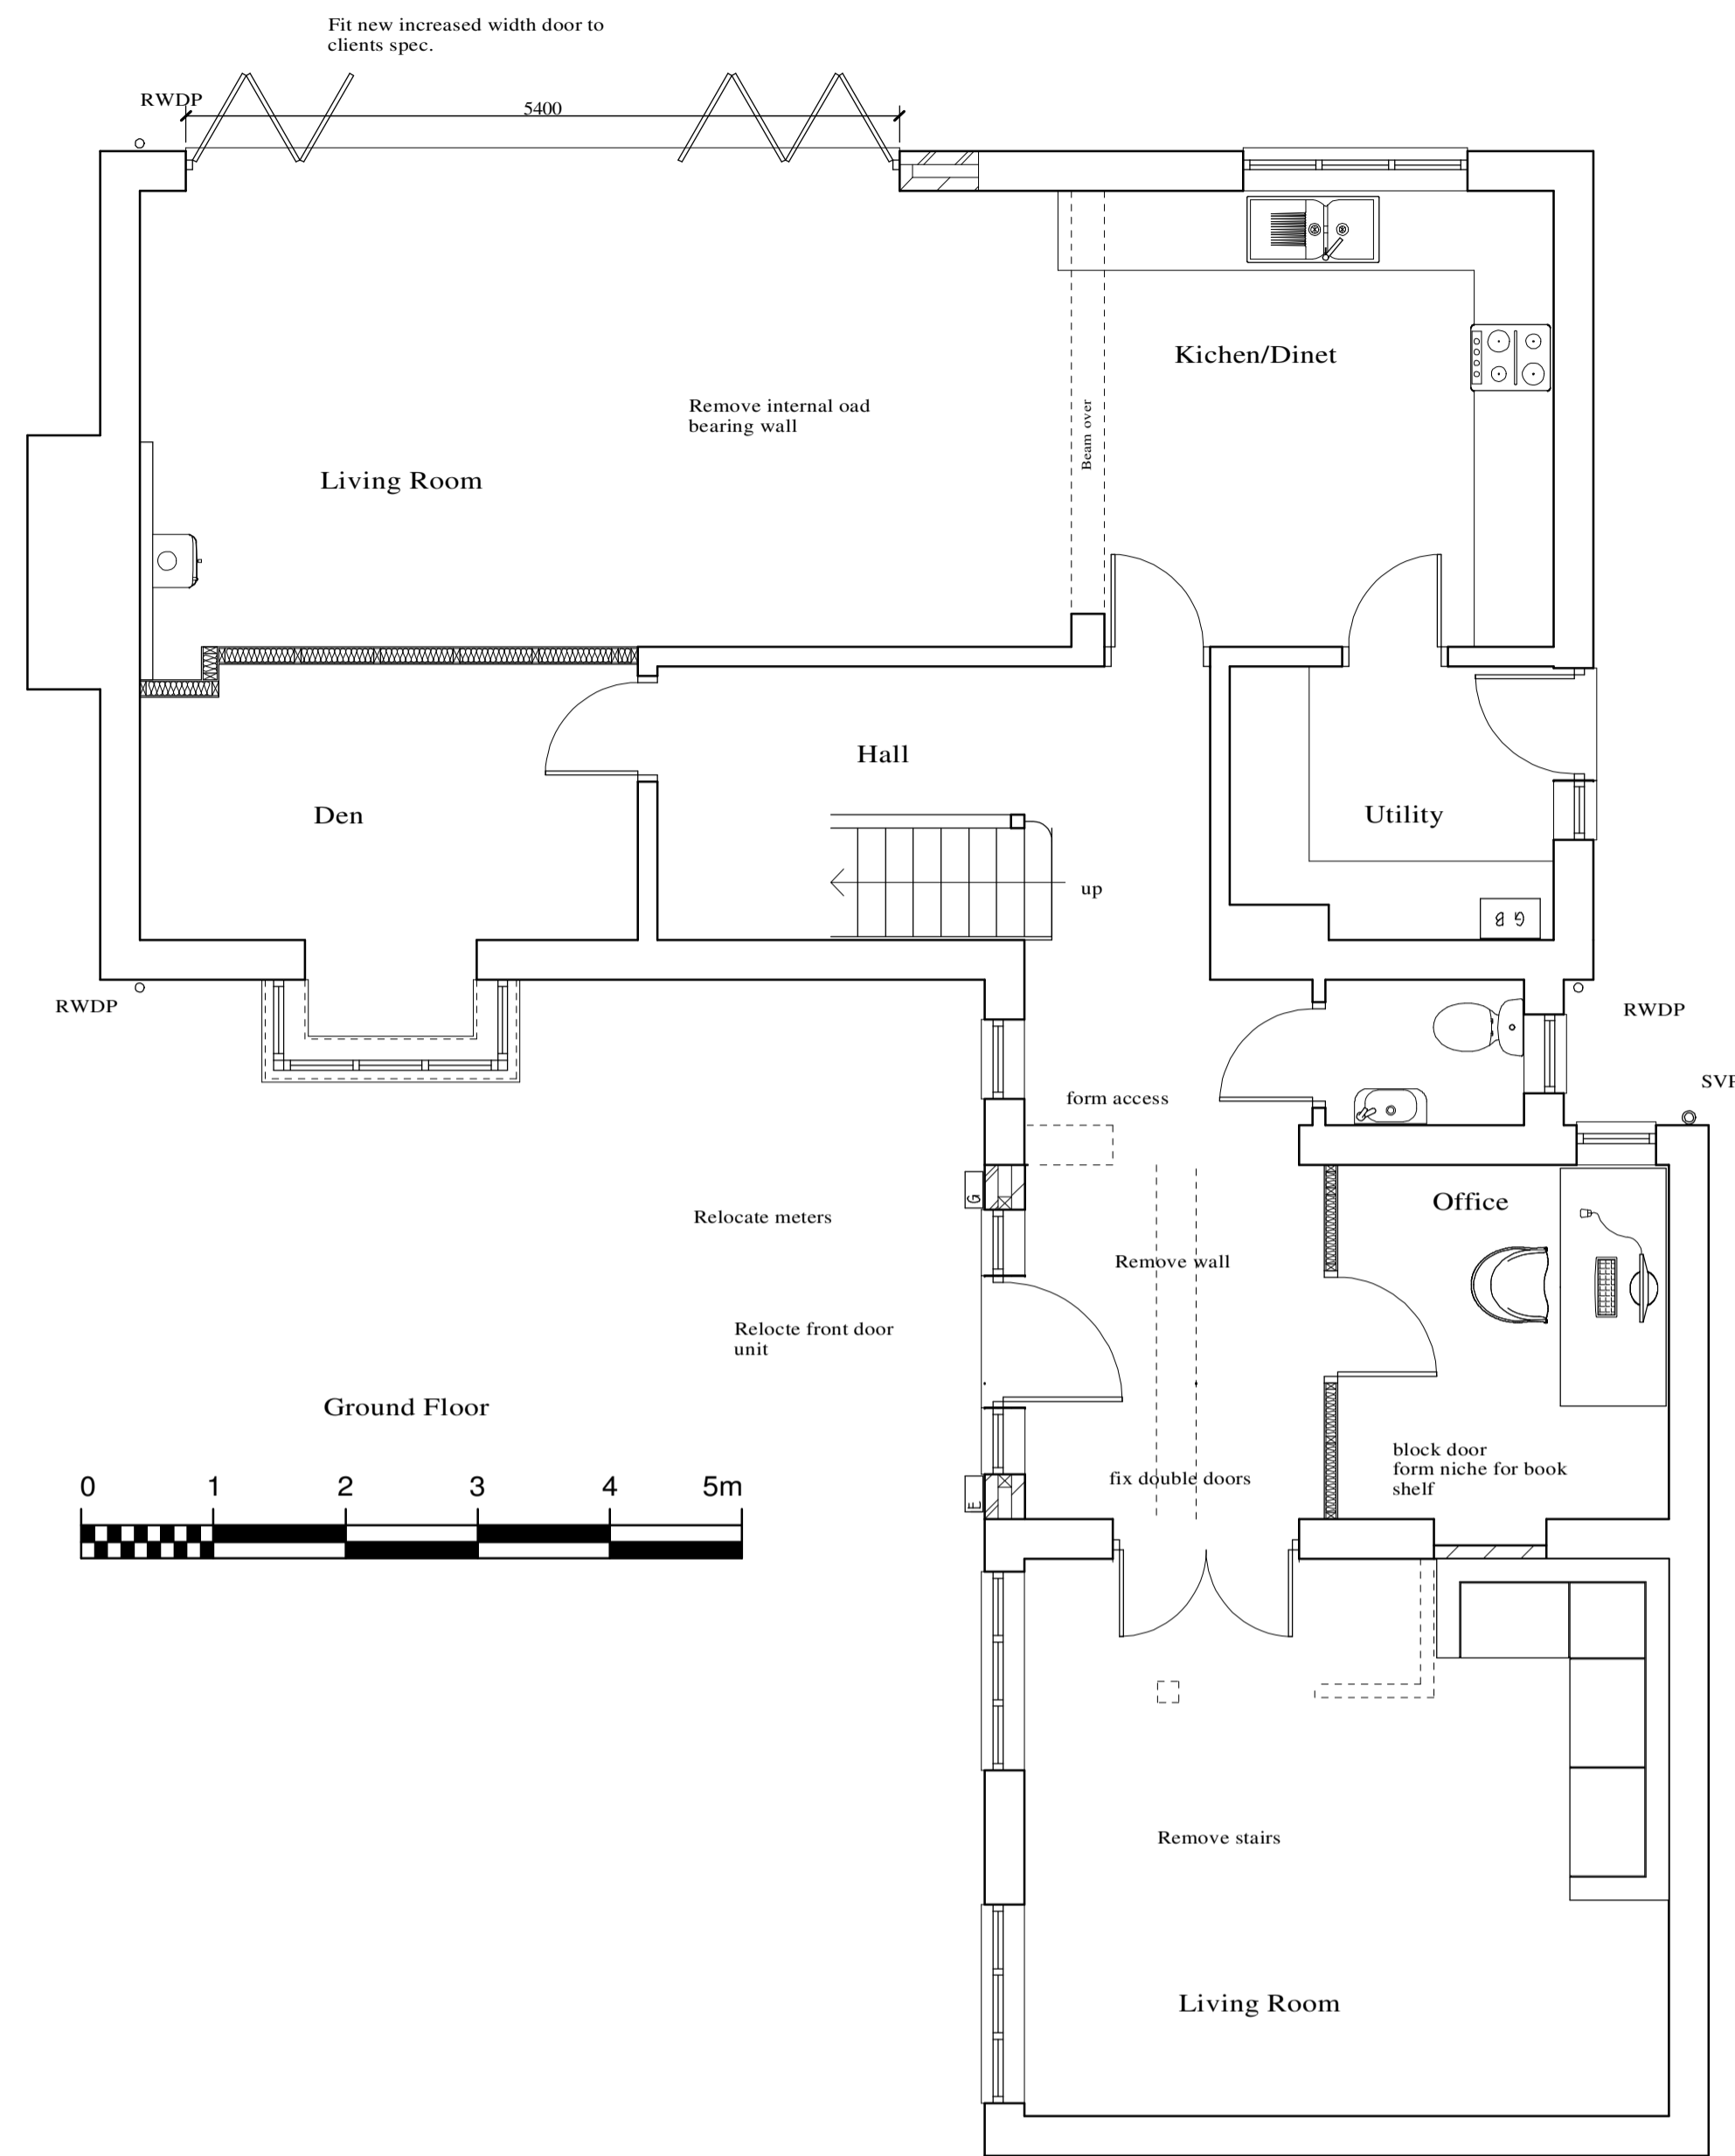 Fit new increased width door to
clients spec.
RWDP
5400
Kichen/Dinet
Remove internal oad
bearing wall
Beam over
Living Room
Hall
Den
Utility
up
G B
RWDP
RWDP
SVP
form access
G
Office
Relocate meters
Remove wall
Relocte front door
unit
Ground Floor
block door
form niche for book
shelf
fix double doors
E
0 1 2 3 4 5m
Remove stairs
Living Room